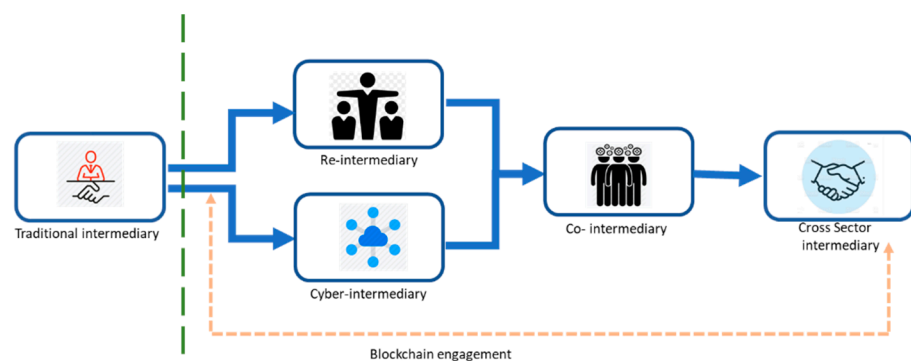 Re-intermediary
Traditional intermediary
Co- intermediary
Cross Sector
intermediary
Cyber-intermediary
Blockchain engagement